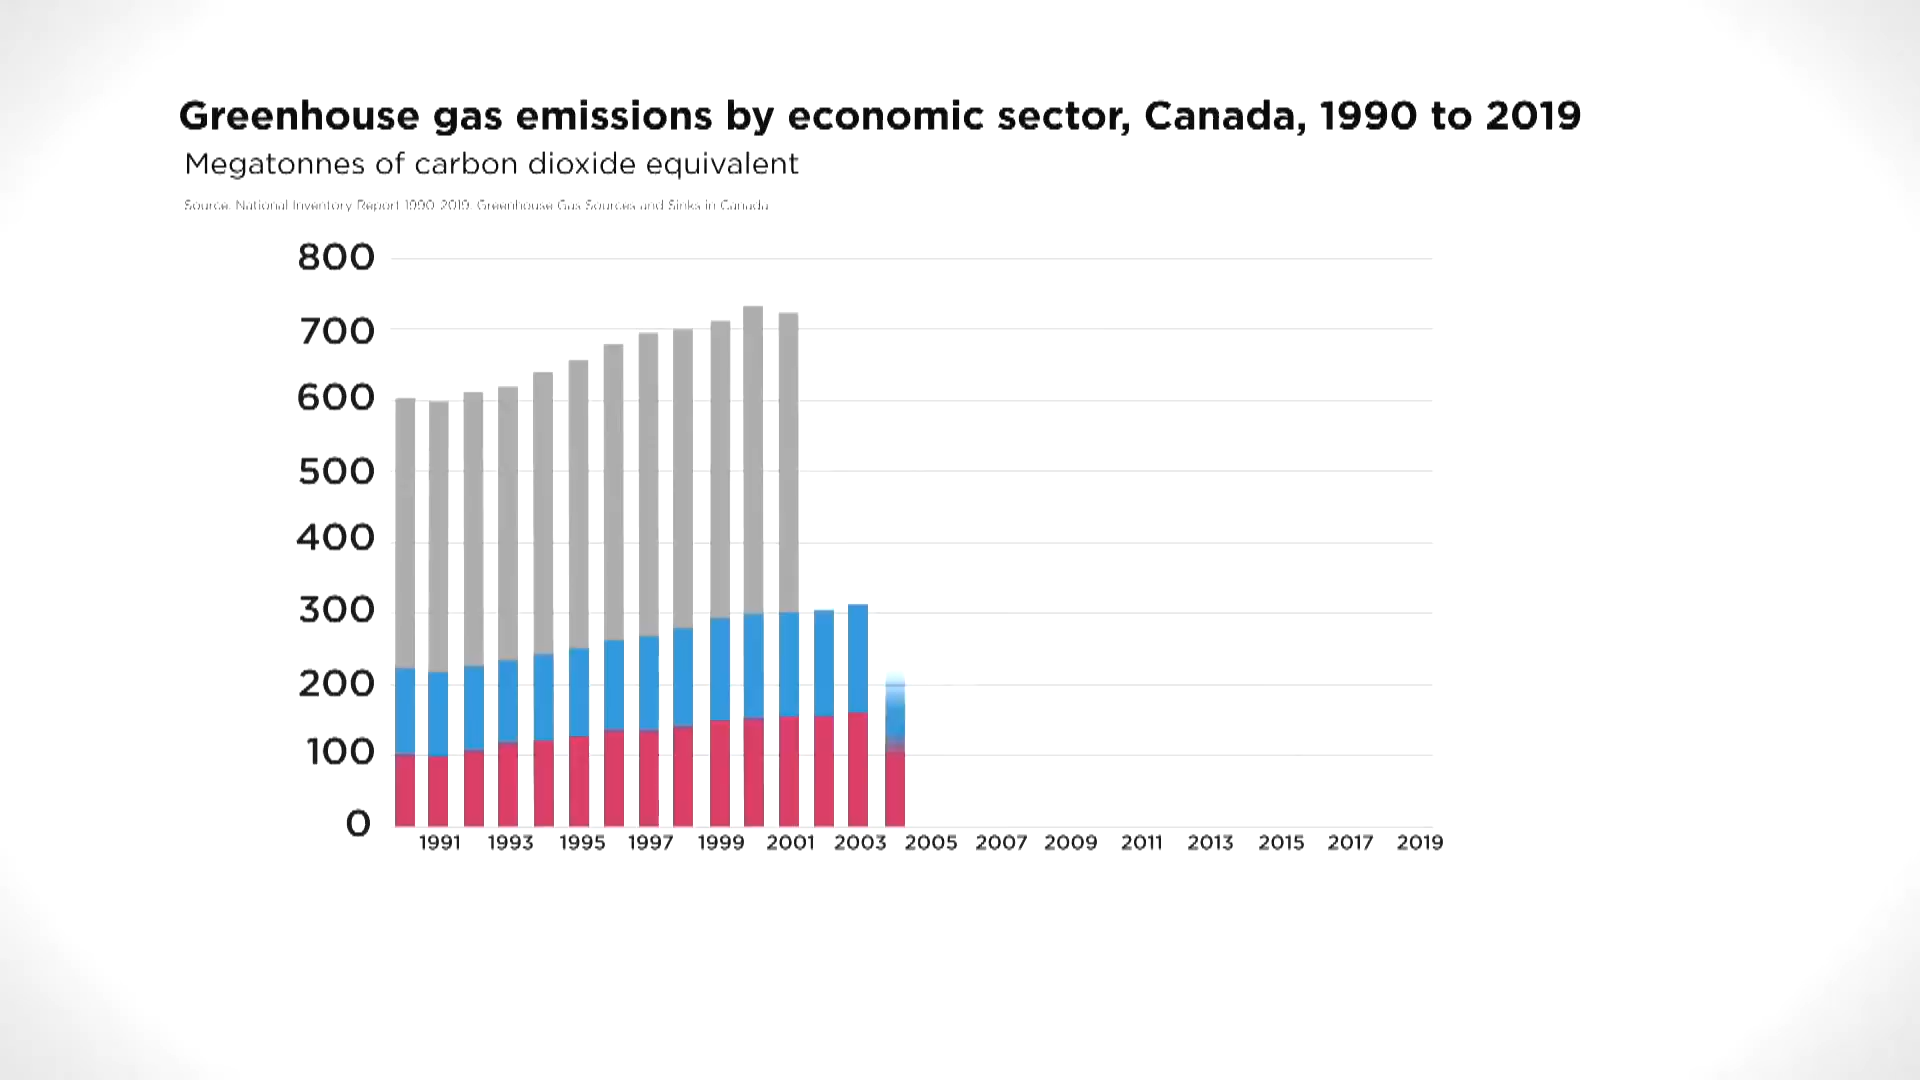 Greenhouse gas emissions by economic sector, Canada, 1990 to 2019
Megatonnes of carbon dioxide equivalent
Source: National Inventory Report 1990-2019: Greenhouse Gas Sources and Sinks in Canada
800
700
600
500
400
300
200
100
0
1991 1993 1995 1997 1999 2001 2003 2005 2007 2009 2011 2013 2015 2017 2019